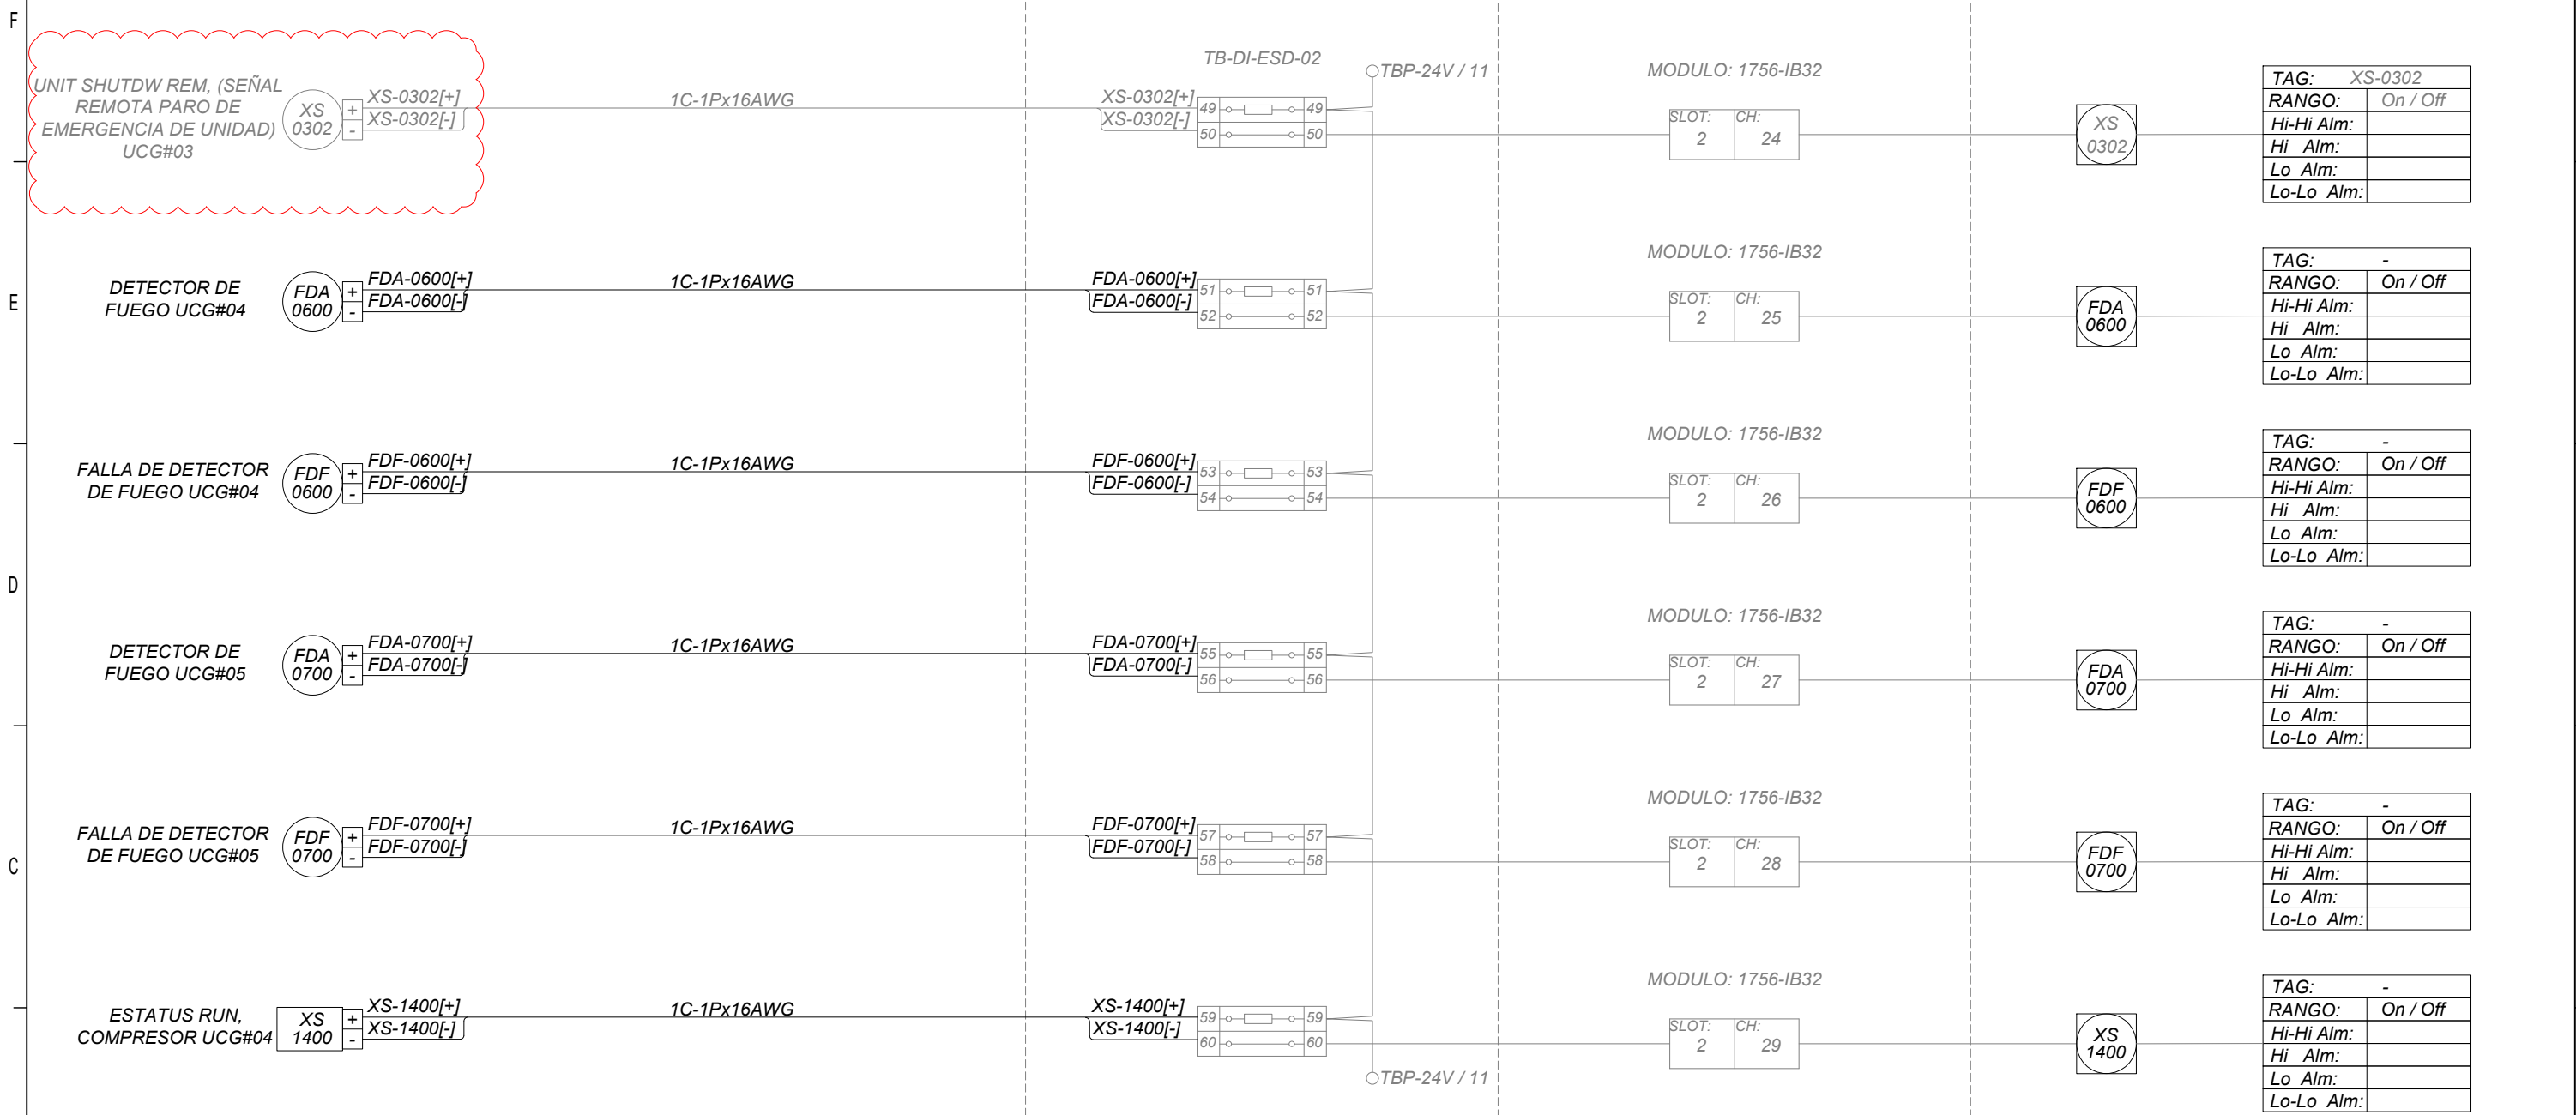 F
UNIT SHUTDW REM, (SEÑAL
REMOTA PARO DE
EMERGENCIA DE UNIDAD)
UCG#03
XS
0302
+
-
XS-0302[+]
XS-0302[-]
1C-1Px16AWG
TB-DI-ESD-02
XS-0302[+]
XS-0302[-]
49 49
50 50
TBP-24V / 11
MODULO: 1756-IB32
SLOT: CH:
2 24
XS
0302
TAG: XS-0302
RANGO: On / Off
Hi-Hi Alm:
Hi Alm:
Lo Alm:
Lo-Lo Alm:
E
DETECTOR DE
FUEGO UCG#04
FDA
0600
+
-
FDA-0600[+]
FDA-0600[-]
1C-1Px16AWG
FDA-0600[+]
FDA-0600[-]
51 51
52 52
MODULO: 1756-IB32
SLOT: CH:
2 25
FDA
0600
TAG: -
RANGO: On / Off
Hi-Hi Alm:
Hi Alm:
Lo Alm:
Lo-Lo Alm:
FALLA DE DETECTOR
DE FUEGO UCG#04
FDF
0600
+
-
FDF-0600[+]
FDF-0600[-]
1C-1Px16AWG
FDF-0600[+]
FDF-0600[-]
53 53
54 54
MODULO: 1756-IB32
SLOT: CH:
2 26
FDF
0600
TAG: -
RANGO: On / Off
Hi-Hi Alm:
Hi Alm:
Lo Alm:
Lo-Lo Alm:
D
DETECTOR DE
FUEGO UCG#05
FDA
0700
+
-
FDA-0700[+]
FDA-0700[-]
1C-1Px16AWG
FDA-0700[+]
FDA-0700[-]
55 55
56 56
MODULO: 1756-IB32
SLOT: CH:
2 27
FDA
0700
TAG: -
RANGO: On / Off
Hi-Hi Alm:
Hi Alm:
Lo Alm:
Lo-Lo Alm:
C
FALLA DE DETECTOR
DE FUEGO UCG#05
FDF
0700
+
-
FDF-0700[+]
FDF-0700[-]
1C-1Px16AWG
FDF-0700[+]
FDF-0700[-]
57 57
58 58
MODULO: 1756-IB32
SLOT: CH:
2 28
FDF
0700
TAG: -
RANGO: On / Off
Hi-Hi Alm:
Hi Alm:
Lo Alm:
Lo-Lo Alm:
ESTATUS RUN,
COMPRESOR UCG#04
XS
1400
+
-
XS-1400[+]
XS-1400[-]
1C-1Px16AWG
XS-1400[+]
XS-1400[-]
59 59
60 60
TBP-24V / 11
MODULO: 1756-IB32
SLOT: CH:
2 29
XS
1400
TAG: -
RANGO: On / Off
Hi-Hi Alm:
Hi Alm:
Lo Alm:
Lo-Lo Alm: